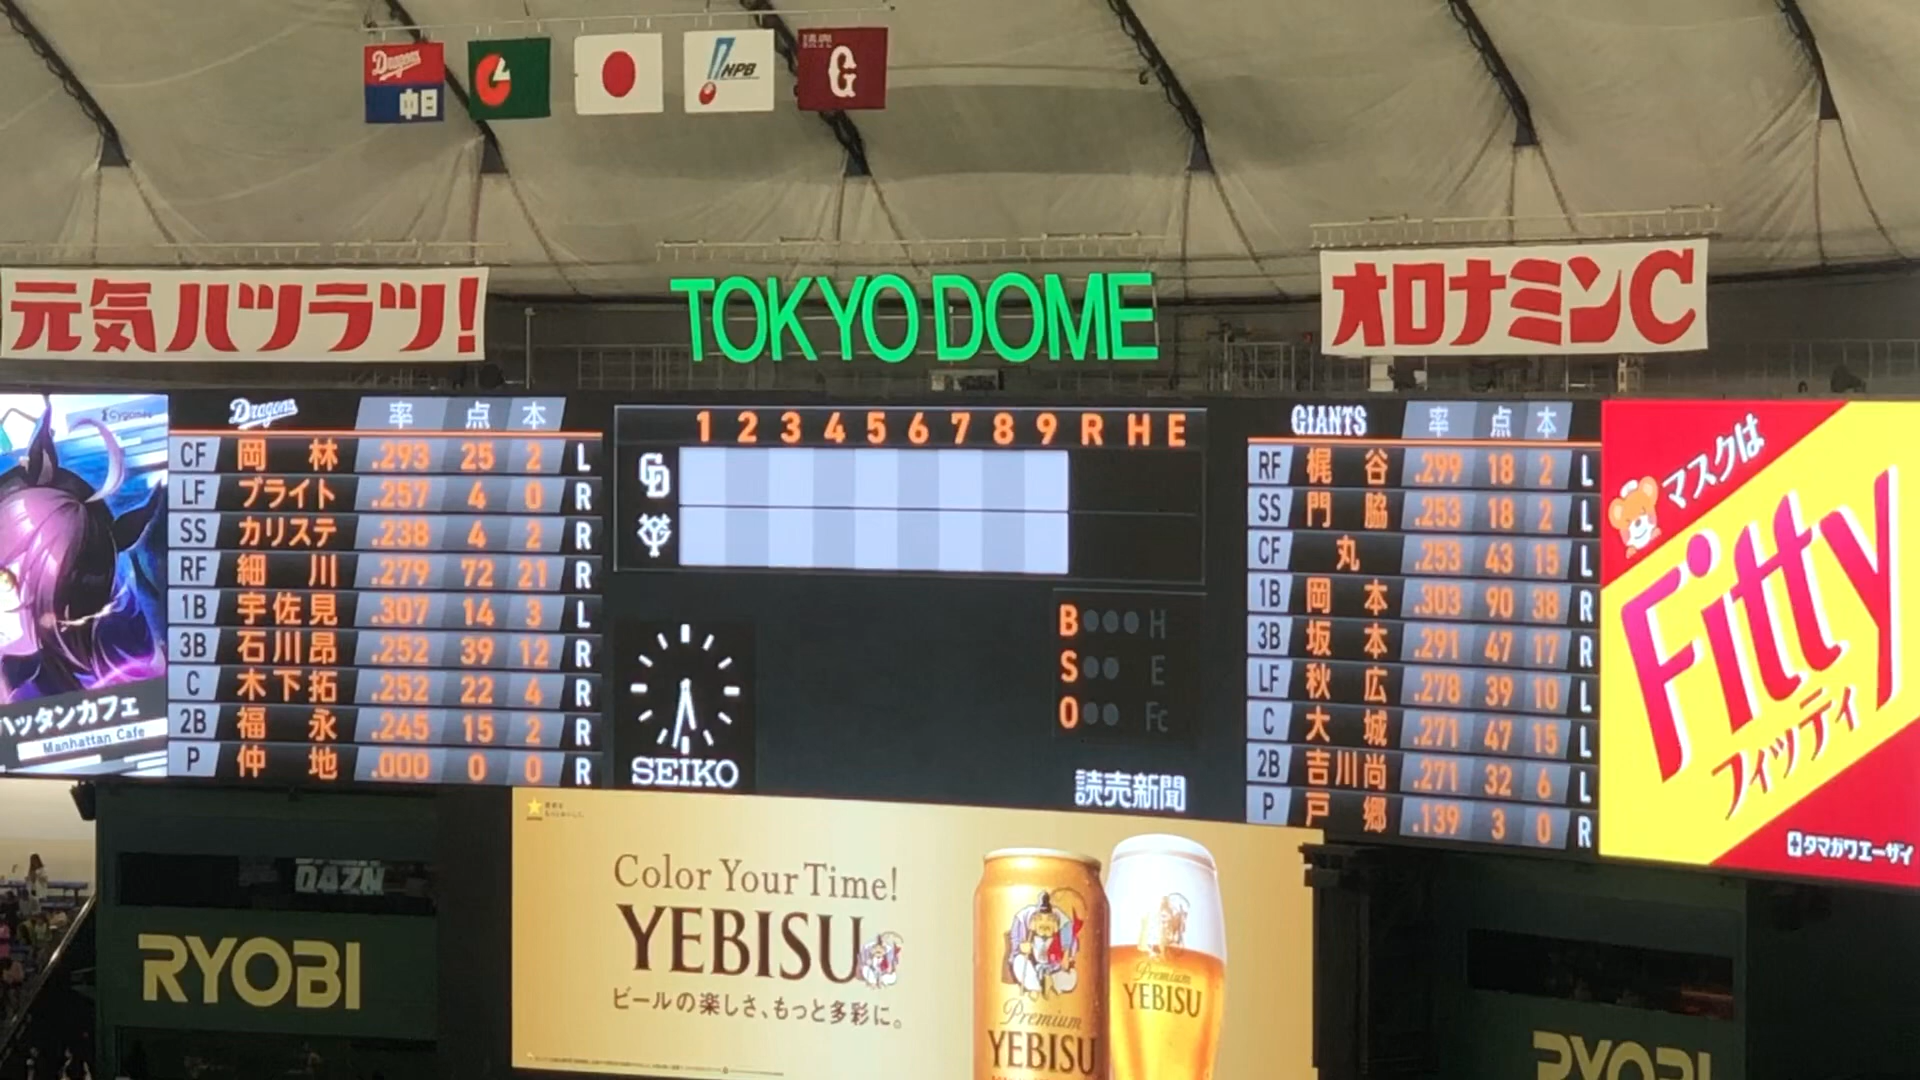 Dragons
中日
NPB
G
元気ハツラツ!
TOKYO DOME
オロナミンC
Cygames
ハッタンカフェ
Manhattan Cafe
Dragons 率 点 本
CF 岡林 .293 25 2 L
LF ブライト .257 4 0 R
SS カリステ .238 4 2 R
RF 細川 .279 72 21 R
1B 宇佐見 .307 14 3 L
3B 石川昂 .252 39 12 R
C 木下拓 .252 22 4 R
2B 福永 .245 15 2 R
P 仲地 .000 0 0 R
1 2 3 4 5 6 7 8 9 R H E
B H
S E
O Fc
SEIKO
読売新聞
GIANTS 率 点 本
RF 梶谷 .299 18 2 L
SS 門脇 .253 18 2 L
CF 丸 .253 43 15 L
1B 岡本 .303 90 38 R
3B 坂本 .291 47 17 R
LF 秋広 .278 39 10 L
C 大城 .271 47 15 L
2B 吉川尚 .271 32 6 L
P 戸郷 .139 3 0 R
マスクは
Fitty
フィッティ
タマガワエーザイ
DAZN
RYOBI
Color Your Time!
YEBISU
ビールの楽しさ、もっと多彩に。
Premium
YEBISU
Premium
YEBISU
RYOBI